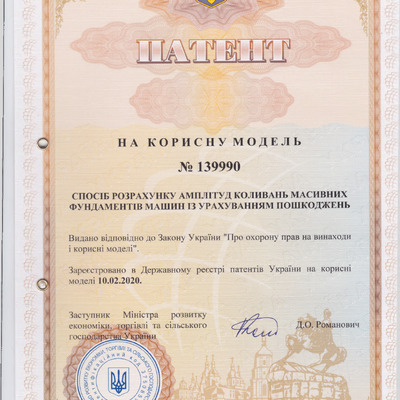 ПАТЕНТ
НА КОРИСНУ МОДЕЛЬ
№ 139990
СПОСІБ РОЗРАХУНКУ АМПЛІТУД КОЛИВАНЬ МАСИВНИХ
ФУНДАМЕНТІВ МАШИН ІЗ УРАХУВАННЯМ ПОШКОДЖЕНЬ
Видано відповідно до Закону України "Про охорону прав на винаходи
і корисні моделі".
Зареєстровано в Державному реєстрі патентів України на корисні
моделі 10.02.2020.
Заступник Міністра розвитку
економіки, торгівлі та сільського
господарства України
Д.О. Романович